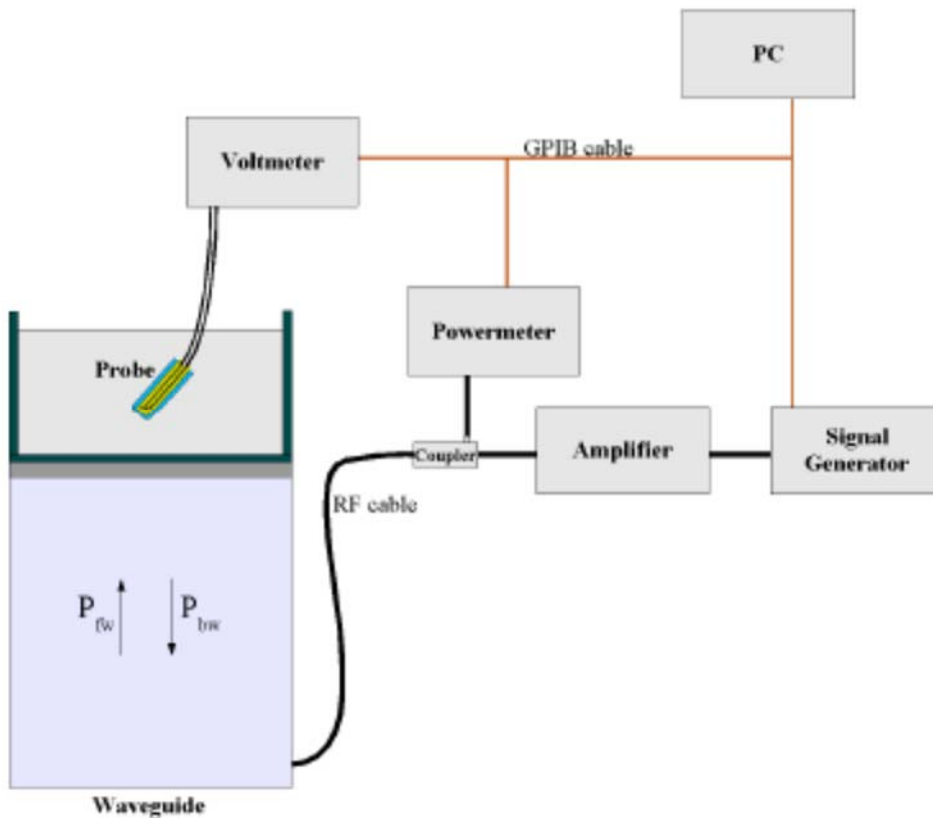 PC
Voltmeter
GPIB cable
Powermeter
Probe
Coupler
Amplifier
Signal
Generator
RF cable
P fw
P bw
Waveguide